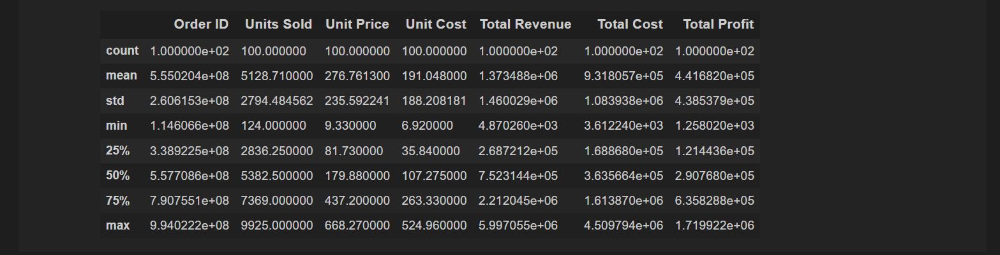 Order ID Units Sold Unit Price Unit Cost Total Revenue Total Cost Total Profit
count 1.000000e+02 100.000000 100.000000 100.000000 1.000000e+02 1.000000e+02 1.000000e+02
mean 5.550204e+08 5128.710000 276.761300 191.048000 1.373488e+06 9.318057e+05 4.416820e+05
std 2.606153e+08 2794.484562 235.592241 188.208181 1.460029e+06 1.083938e+06 4.385379e+05
min 1.146066e+08 124.000000 9.330000 6.920000 4.870260e+03 3.612240e+03 1.258020e+03
25% 3.389225e+08 2836.250000 81.730000 35.840000 2.687212e+05 1.688680e+05 1.214436e+05
50% 5.577086e+08 5382.500000 179.880000 107.275000 7.523144e+05 3.635664e+05 2.907680e+05
75% 7.907551e+08 7369.000000 437.200000 263.330000 2.212045e+06 1.613870e+06 6.358288e+05
max 9.940222e+08 9925.000000 668.270000 524.960000 5.997055e+06 4.509794e+06 1.719922e+06